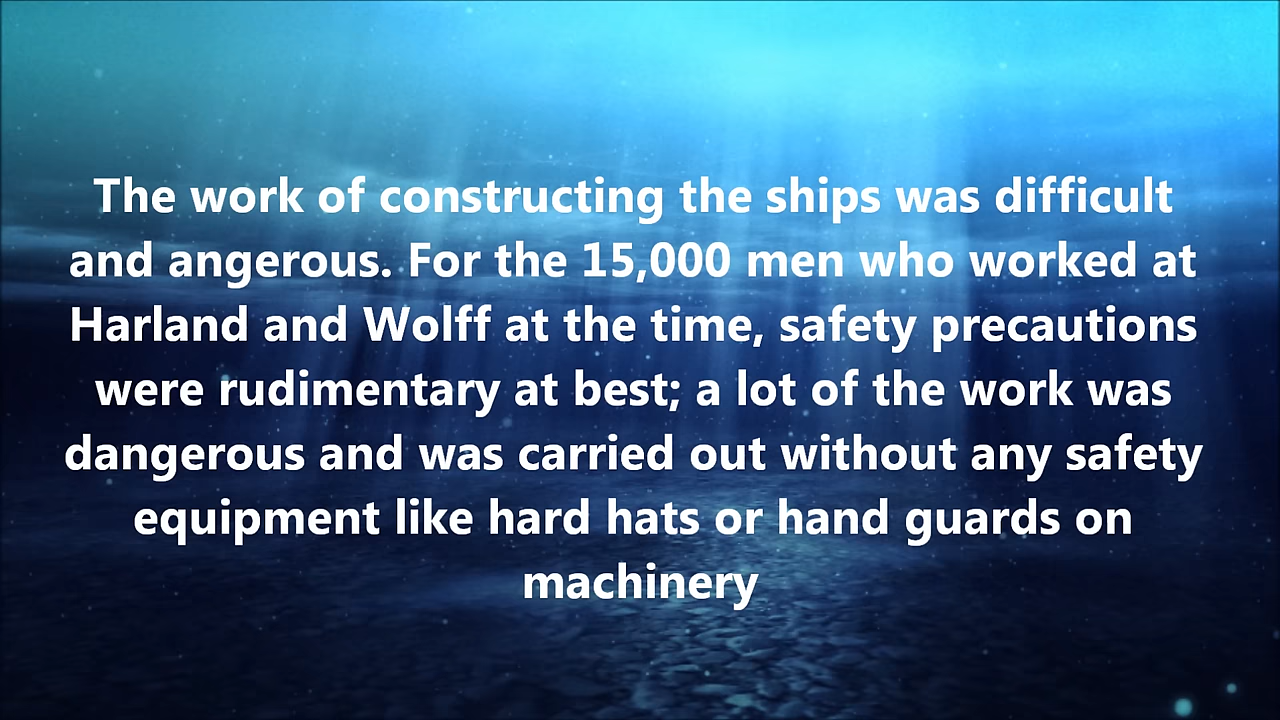 The work of constructing the ships was difficult
and angerous. For the 15,000 men who worked at
Harland and Wolff at the time, safety precautions
were rudimentary at best; a lot of the work was
dangerous and was carried out without any safety
equipment like hard hats or hand guards on
machinery